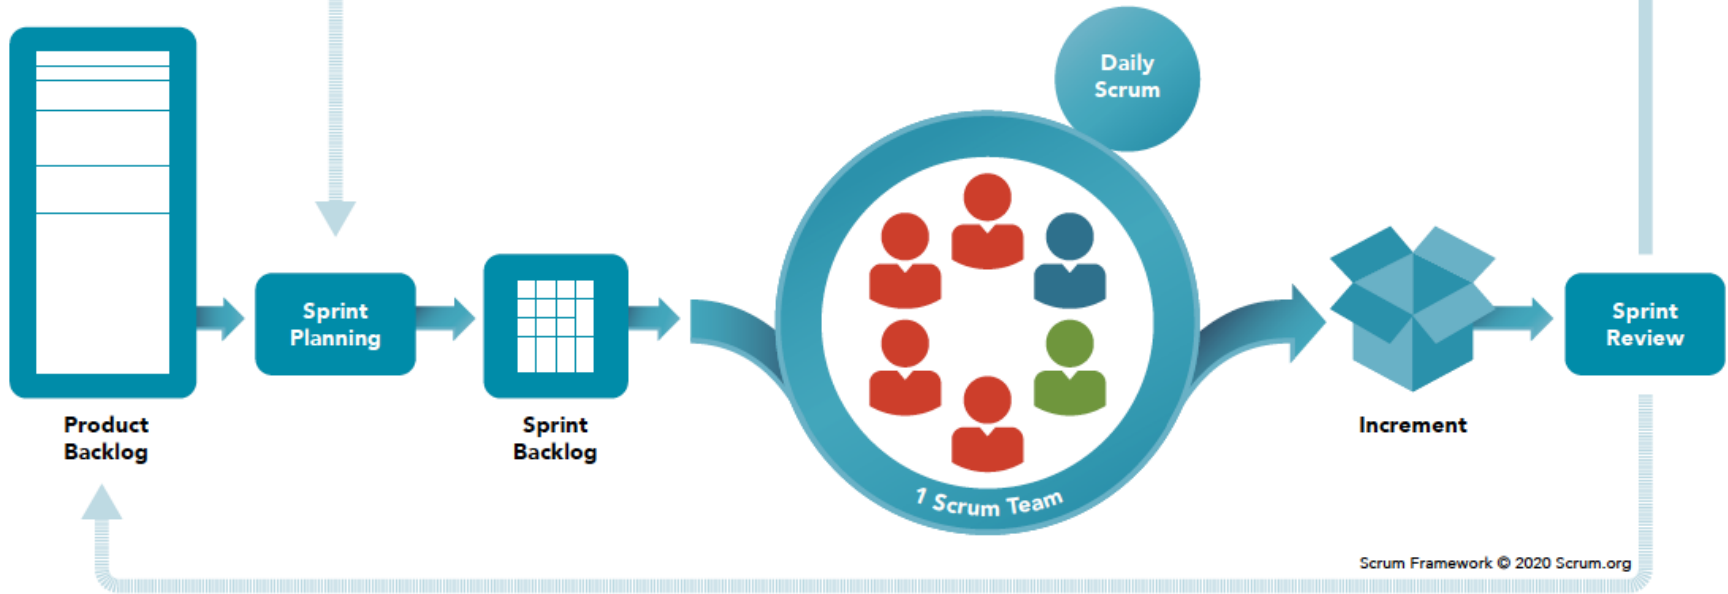 Daily
Scrum
Sprint
Planning
Sprint
Review
Product
Backlog
Sprint
Backlog
Increment
1 Scrum Team
Scrum Framework © 2020 Scrum.org